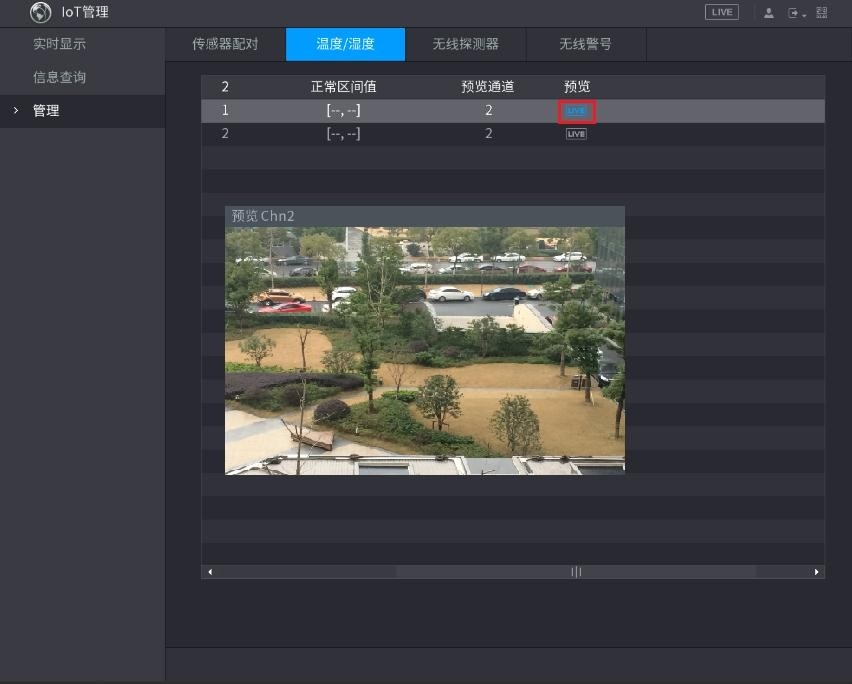 IoT管理
LIVE
实时显示
信息查询
管理
传感器配对
温度/湿度
无线探测器
无线警号
2 正常区间值 预览通道 预览
1 [--, --] 2 LIVE
2 [--, --] 2 LIVE
预览 Chn2